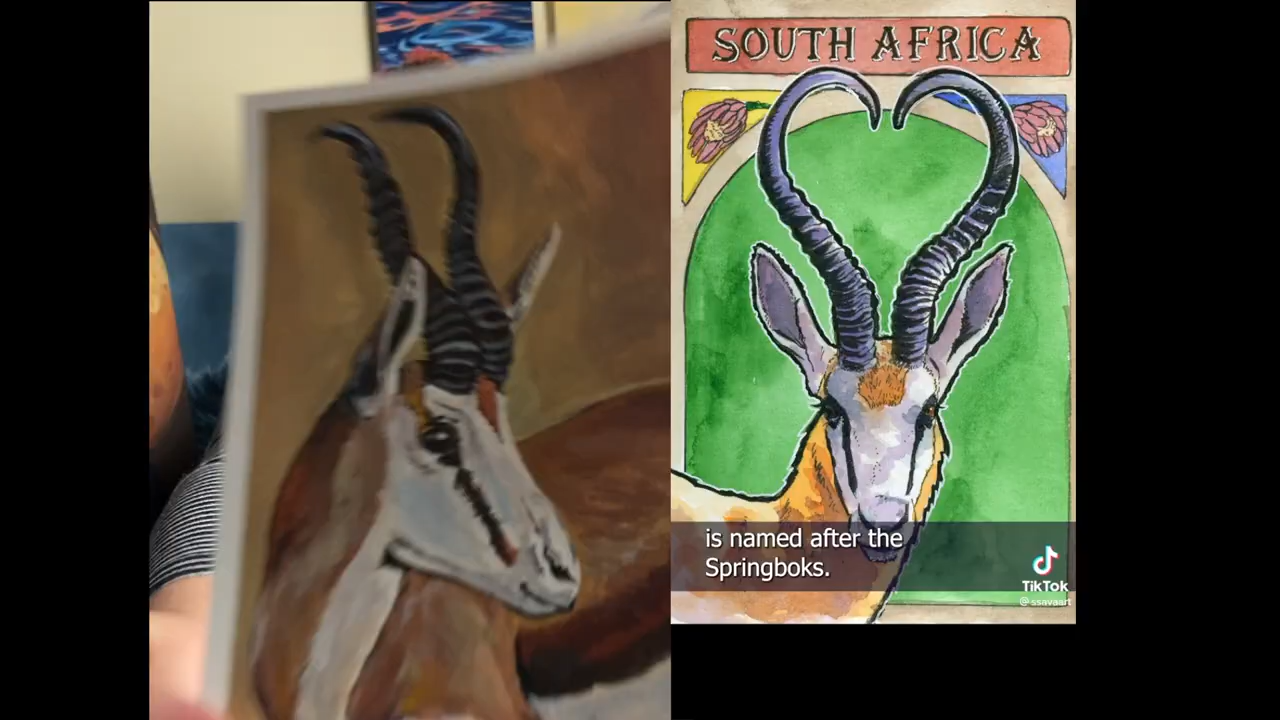 SOUTH AFRICA
is named after the
Springboks.
TikTok
@ssavaart